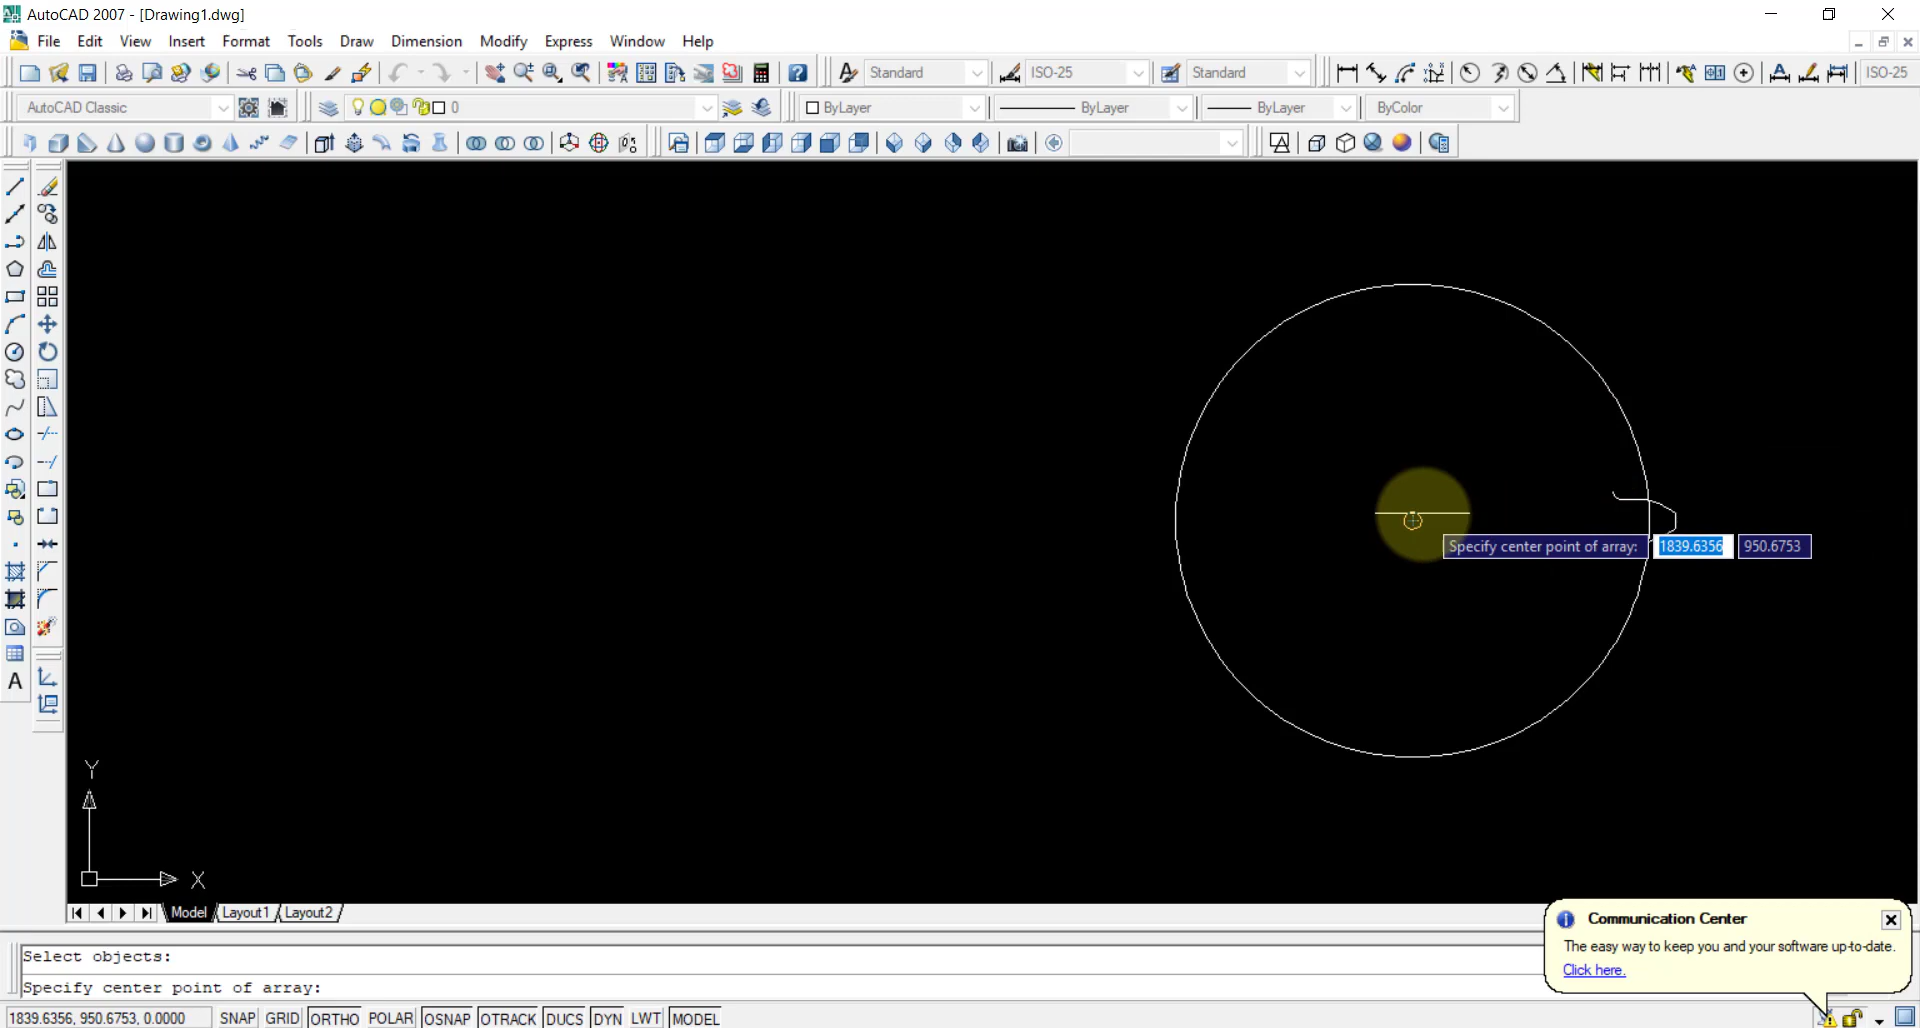 AutoCAD 2007 - [Drawing1.dwg]
File Edit View Insert Format Tools Draw Dimension Modify Express Window Help
Standard ISO-25 Standard ISO-25
AutoCAD Classic 0 ByLayer ByLayer ByLayer ByColor
Specify center point of array: 1839.6356 950.6753
Y
X
A
Model Layout1 Layout2
Communication Center
The easy way to keep you and your software up-to-date.
Click here.
Select objects:
Specify center point of array:
1839.6356, 950.6753, 0.0000 SNAP GRID ORTHO POLAR OSNAP OTRACK DUCS DYN LWT MODEL